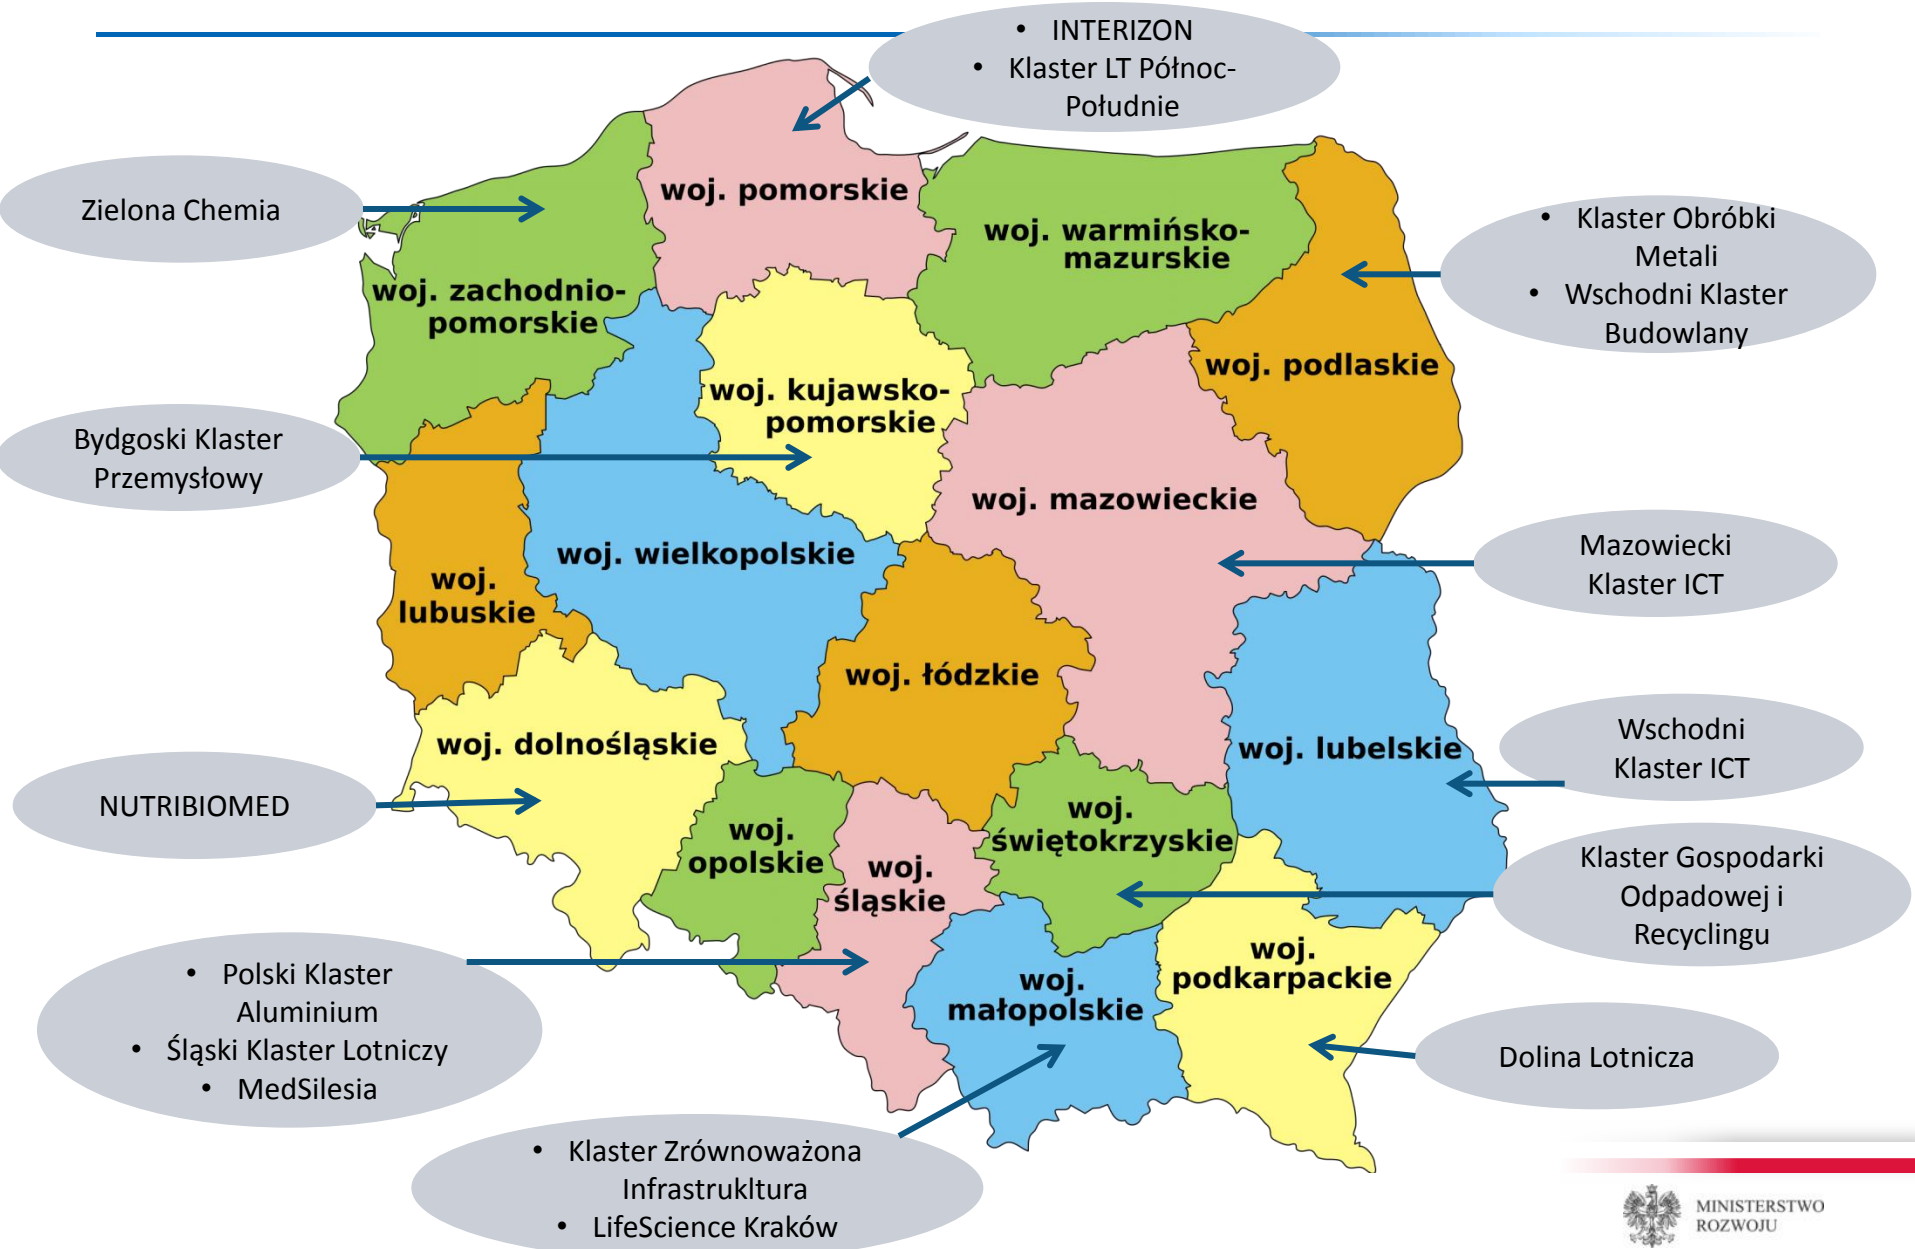 • INTERIZON
• Klaster LT Północ-
Południe
Zielona Chemia
woj. pomorskie
• Klaster Obróbki
Metali
• Wschodni Klaster
Budowlany
woj. warmińsko-
mazurskie
woj. zachodnio-
pomorskie
woj. podlaskie
woj. kujawsko-
pomorskie
Bydgoski Klaster
Przemysłowy
woj. mazowieckie
woj. wielkopolskie
Mazowiecki
Klaster ICT
woj.
lubuskie
woj. łódzkie
woj. dolnośląskie
woj. lubelskie
Wschodni
Klaster ICT
NUTRIBIOMED
woj.
opolskie
woj.
świętokrzyskie
woj.
śląskie
Klaster Gospodarki
Odpadowej i
Recyclingu
• Polski Klaster
Aluminium
• Śląski Klaster Lotniczy
• MedSilesia
woj.
małopolskie
woj.
podkarpackie
Dolina Lotnicza
• Klaster Zrównoważona
Infrastrukltura
• LifeScience Kraków
MINISTERSTWO
ROZWOJU